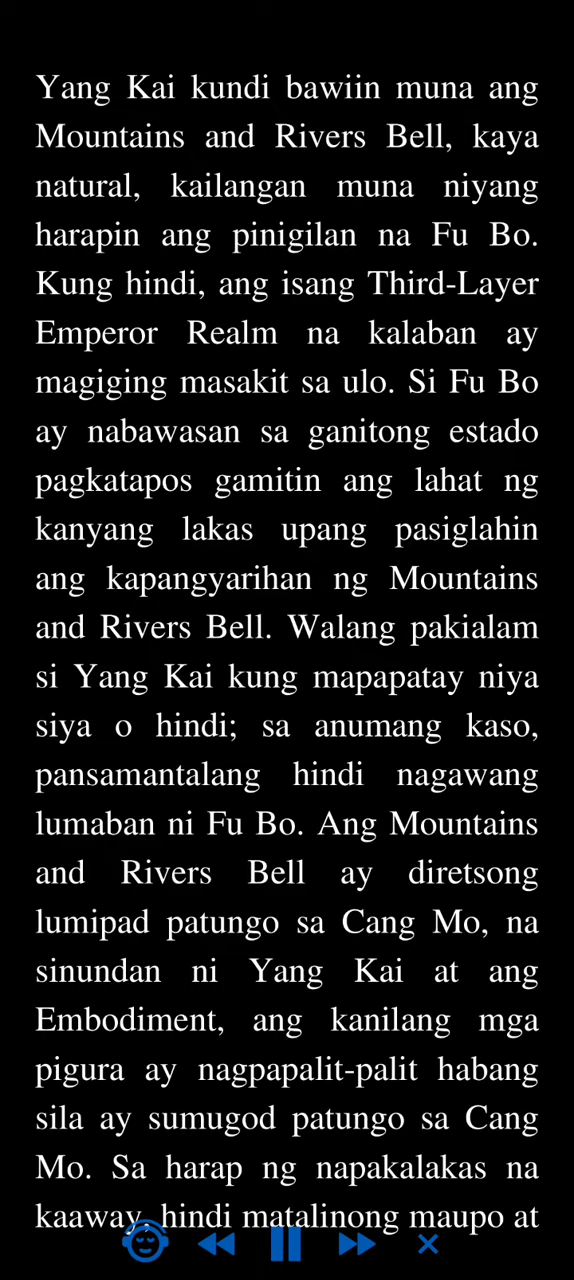 Yang Kai kundi bawiin muna ang
Mountains and Rivers Bell, kaya
natural, kailangan muna niyang
harapin ang pinigilan na Fu Bo.
Kung hindi, ang isang Third-Layer
Emperor Realm na kalaban ay
magiging masakit sa ulo. Si Fu Bo
ay nabawasan sa ganitong estado
pagkatapos gamitin ang lahat ng
kanyang lakas upang pasiglahin
ang kapangyarihan ng Mountains
and Rivers Bell. Walang pakialam
si Yang Kai kung mapapatay niya
siya o hindi; sa anumang kaso,
pansamantalang hindi nagawang
lumaban ni Fu Bo. Ang Mountains
and Rivers Bell ay diretsong
lumipad patungo sa Cang Mo, na
sinundan ni Yang Kai at ang
Embodiment, ang kanilang mga
pigura ay nagpapalit-palit habang
sila ay sumugod patungo sa Cang
Mo. Sa harap ng napakalakas na
kaaway, hindi matalinong maupo at